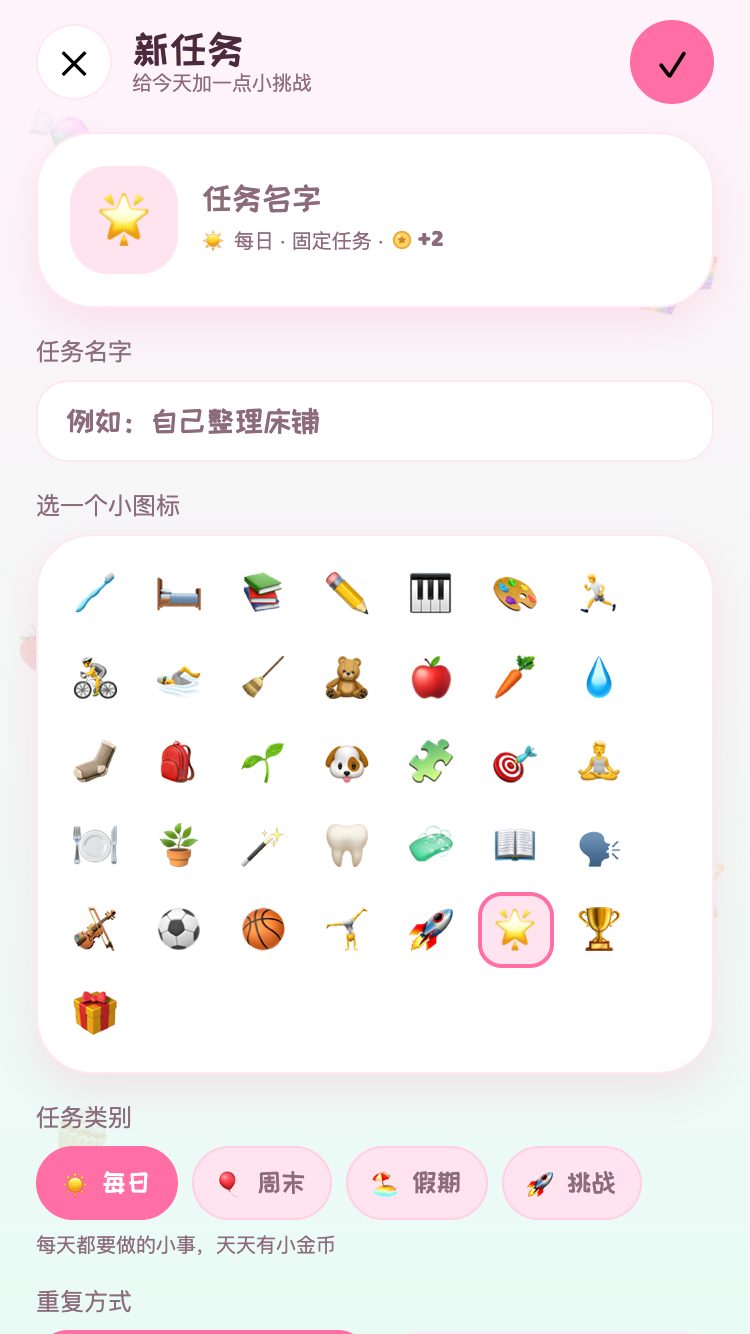 新任务
给今天加一点小挑战
任务名字
每日 · 固定任务 · +2
任务名字
例如：自己整理床铺
选一个小图标
任务类别
每日 周末 假期 挑战
每天都要做的小事，天天有小金币
重复方式